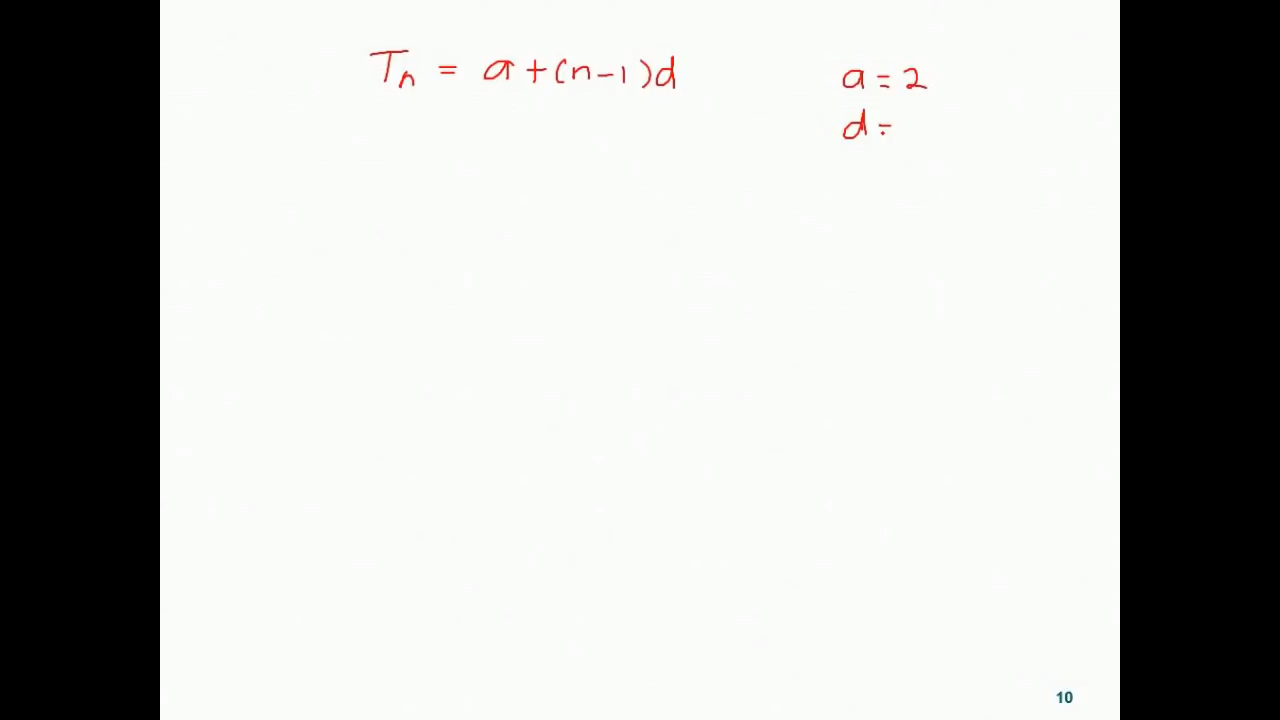 Tn = a+(n-1)d
a = 2
d =
10